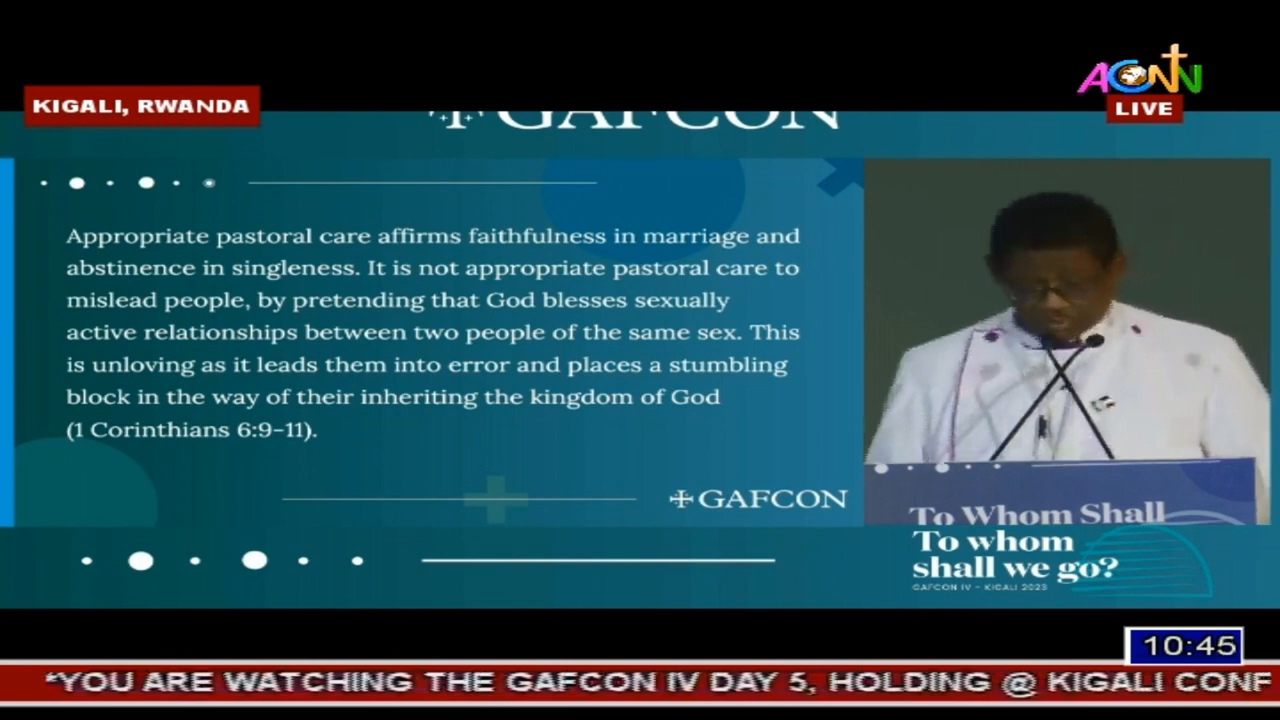 ACNN
KIGALI, RWANDA
LIVE
GAFCON
Appropriate pastoral care affirms faithfulness in marriage and
abstinence in singleness. It is not appropriate pastoral care to
mislead people, by pretending that God blesses sexually
active relationships between two people of the same sex. This
is unloving as it leads them into error and places a stumbling
block in the way of their inheriting the kingdom of God
(1 Corinthians 6:9-11).
GAFCON
To Whom Shall
To whom
shall we go?
GAFCON IV - KIGALI 2023
10:45
*YOU ARE WATCHING THE GAFCON IV DAY 5, HOLDING @ KIGALI CONF